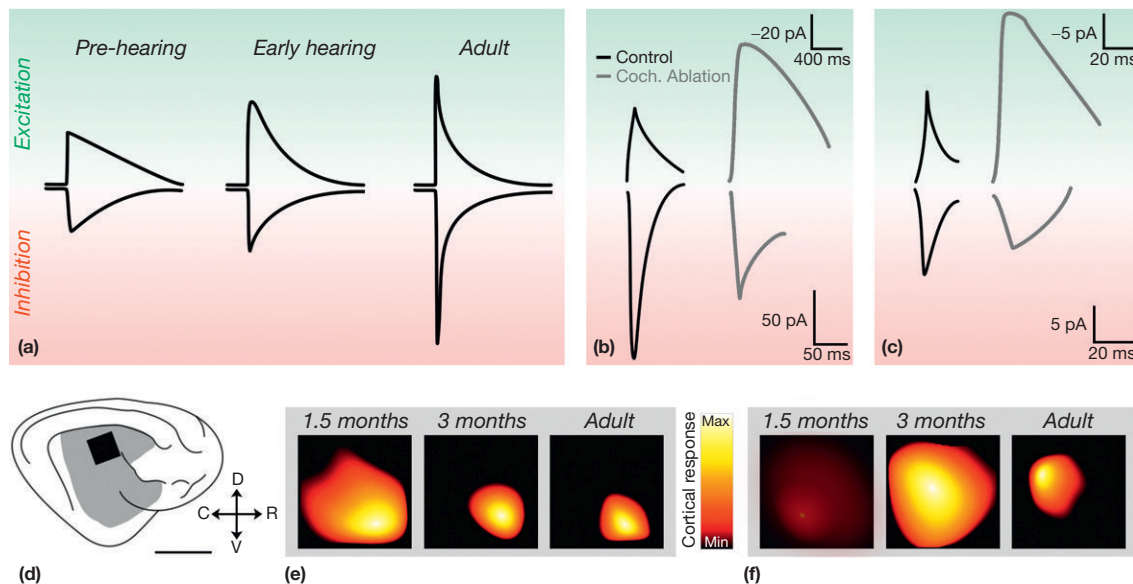 Pre-hearing
Early hearing
Adult
Excitation
Inhibition
(a)
Control
Coch. Ablation
−20 pA
400 ms
50 pA
50 ms
(b)
−5 pA
20 ms
5 pA
20 ms
(c)
D
C
R
V
(d)
1.5 months
3 months
Adult
(e)
Cortical response
Max
Min
1.5 months
3 months
Adult
(f)